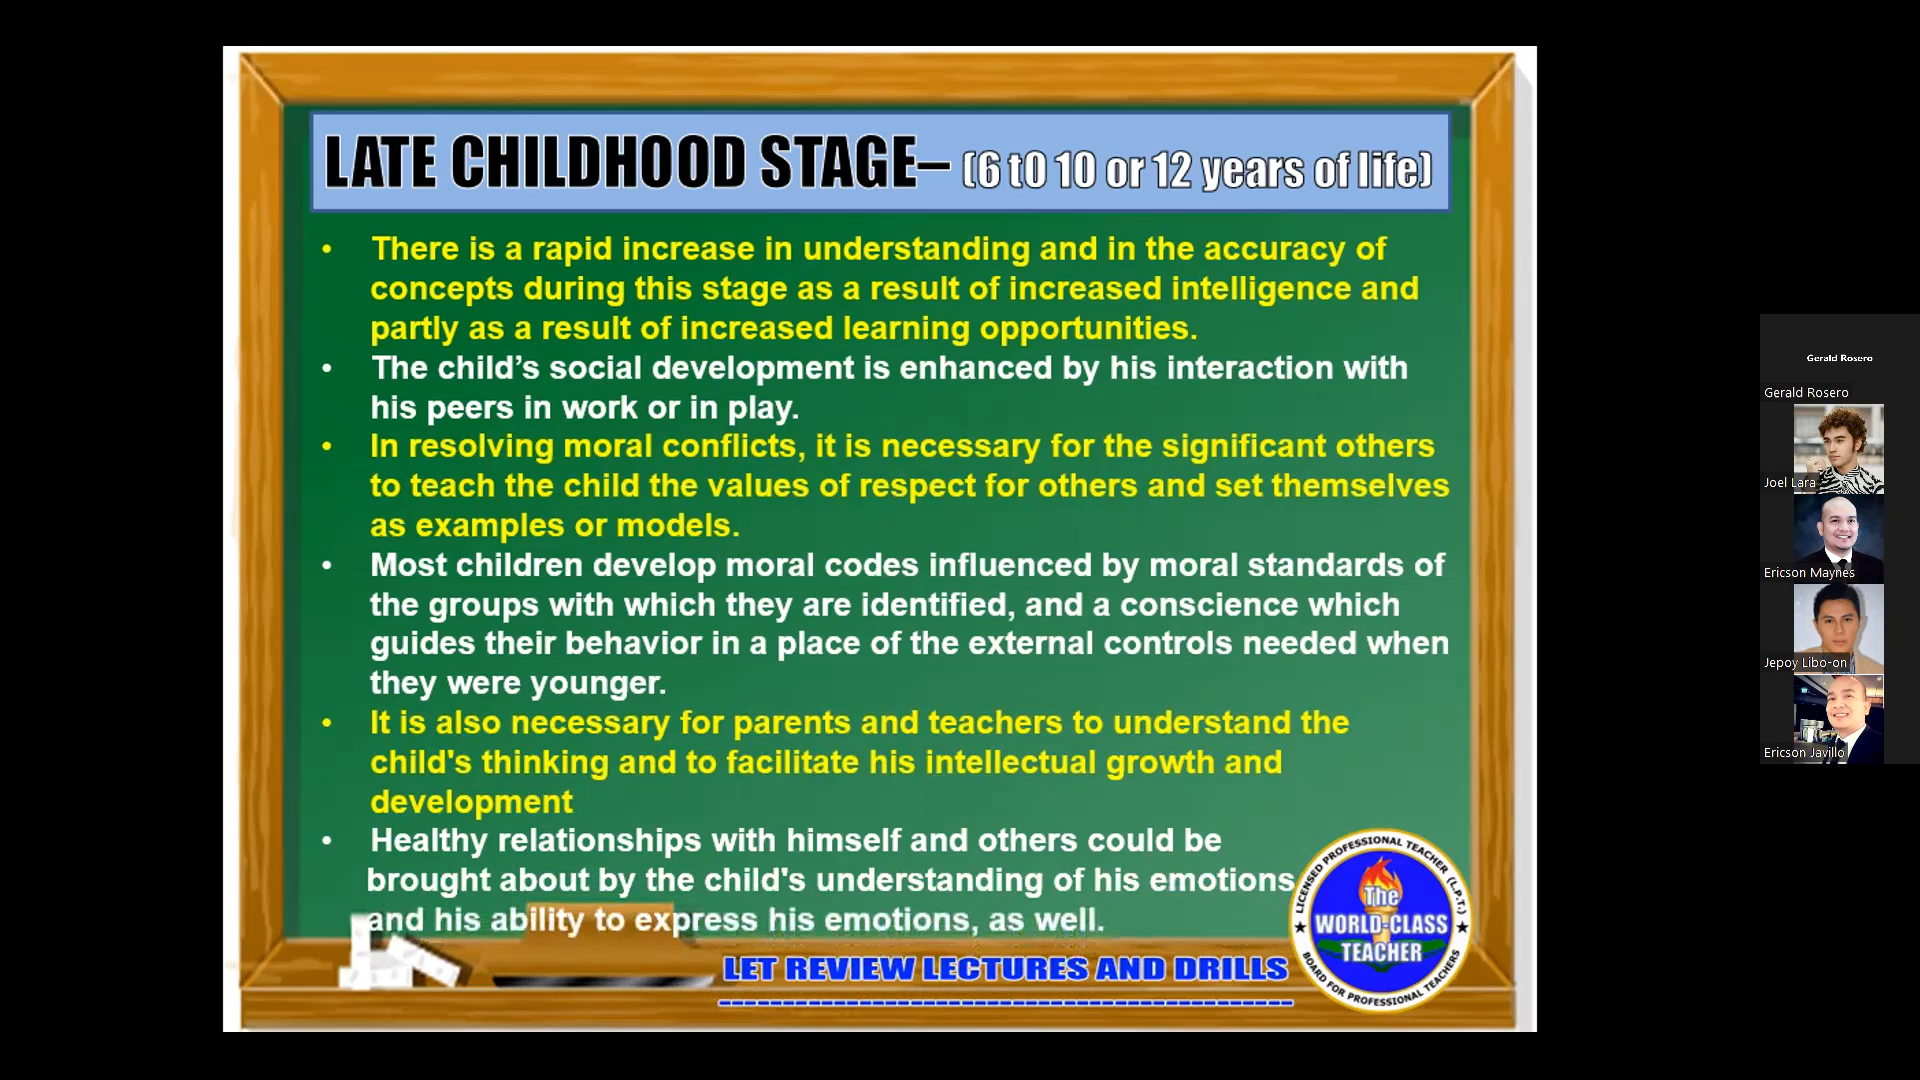 LATE CHILDHOOD STAGE– (6 t0 10 or 12 years of life)
• There is a rapid increase in understanding and in the accuracy of
concepts during this stage as a result of increased intelligence and
partly as a result of increased learning opportunities.
• The child’s social development is enhanced by his interaction with
his peers in work or in play.
• In resolving moral conflicts, it is necessary for the significant others
to teach the child the values of respect for others and set themselves
as examples or models.
• Most children develop moral codes influenced by moral standards of
the groups with which they are identified, and a conscience which
guides their behavior in a place of the external controls needed when
they were younger.
• It is also necessary for parents and teachers to understand the
child's thinking and to facilitate his intellectual growth and
development
• Healthy relationships with himself and others could be
brought about by the child's understanding of his emotions
and his ability to express his emotions, as well.
LET REVIEW LECTURES AND DRILLS
LICENSED PROFESSIONAL TEACHER (L.P.T.)
The
WORLD-CLASS
TEACHER
BOARD FOR PROFESSIONAL TEACHERS
Gerald Rosero
Gerald Rosero
Joel Lara
Ericson Maynes
Jepoy Libo-on
Ericson Javillo